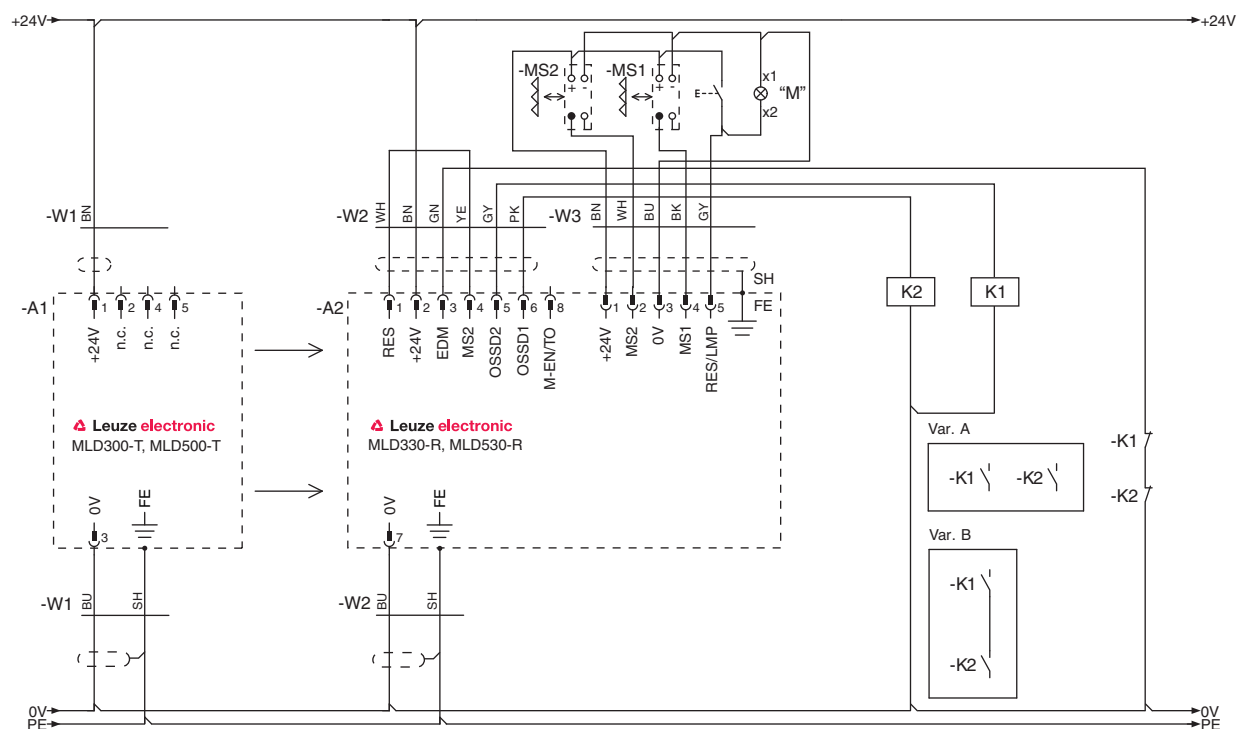 +24V +24V
-MS2 + - -MS1 + - E x1 "M" x2
-W1 BN
-W2 WH BN GN YE GY PK
-W3 BN WH BU BK GY
SH
K2 K1
-A1 1 2 4 5
+24V n.c. n.c. n.c.
-A2 1 2 3 4 5 6 8
RES +24V EDM MS2 OSSD2 OSSD1 M-EN/TO
1 2 3 4 5 FE
+24V MS2 0V MS1 RES/LMP
Leuze electronic
MLD300-T, MLD500-T
Leuze electronic
MLD330-R, MLD530-R
Var. A
-K1 -K2
-K1
-K2
0V FE
3
0V FE
7
Var. B
-K1
-K2
-W1 BU SH
-W2 BU SH
0V 0V
PE PE